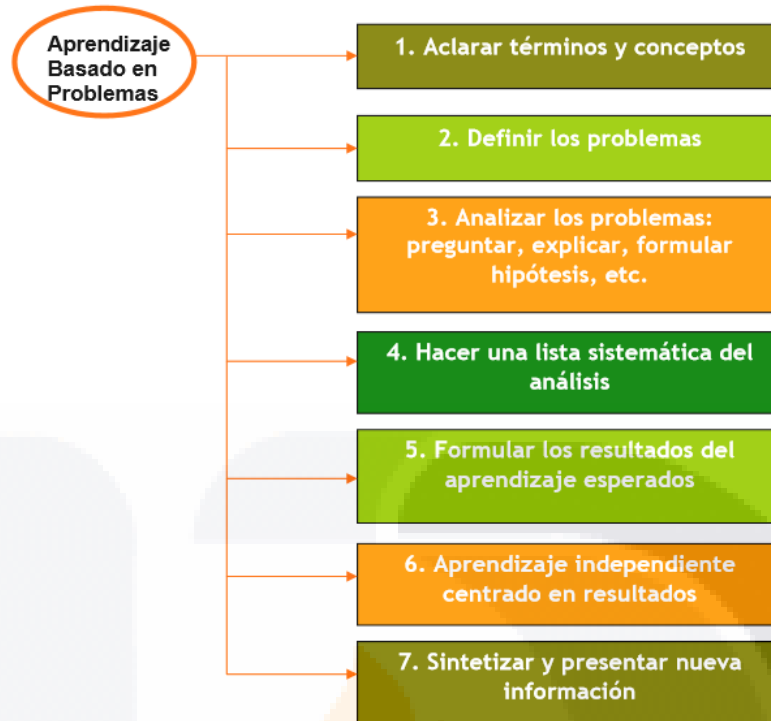 Aprendizaje
Basado en
Problemas
1. Aclarar términos y conceptos
2. Definir los problemas
3. Analizar los problemas:
preguntar, explicar, formular
hipótesis, etc.
4. Hacer una lista sistemática del
análisis
5. Formular los resultados del
aprendizaje esperados
6. Aprendizaje independiente
centrado en resultados
7. Sintetizar y presentar nueva
información